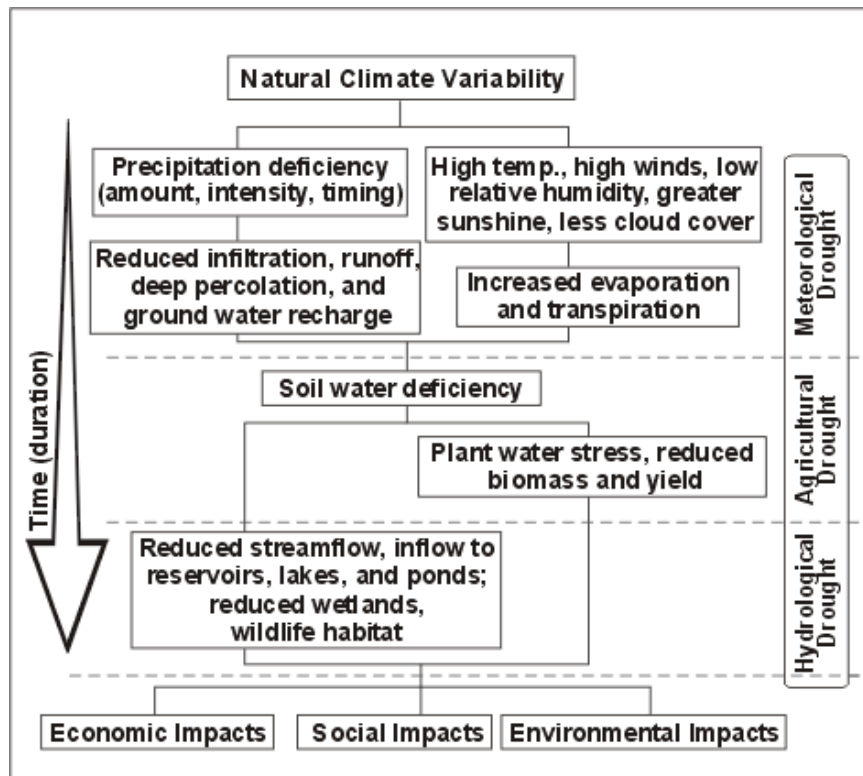 Natural Climate Variability
Precipitation deficiency
(amount, intensity, timing)
High temp., high winds, low
relative humidity, greater
sunshine, less cloud cover
Reduced infiltration, runoff,
deep percolation, and
ground water recharge
Increased evaporation
and transpiration
Meteorological
Drought
Time (duration)
Soil water deficiency
Plant water stress, reduced
biomass and yield
Agricultural
Drought
Reduced streamflow, inflow to
reservoirs, lakes, and ponds;
reduced wetlands,
wildlife habitat
Hydrological
Drought
Economic Impacts
Social Impacts
Environmental Impacts